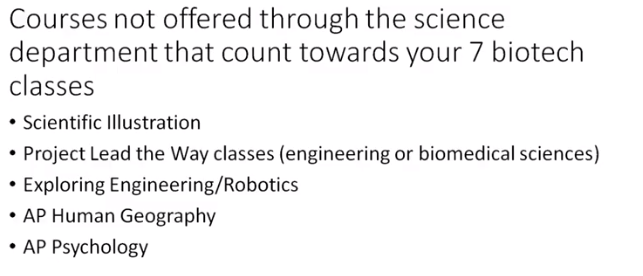 Courses not offered through the science
department that count towards your 7 biotech
classes
• Scientific Illustration
• Project Lead the Way classes (engineering or biomedical sciences)
• Exploring Engineering/Robotics
• AP Human Geography
• AP Psychology